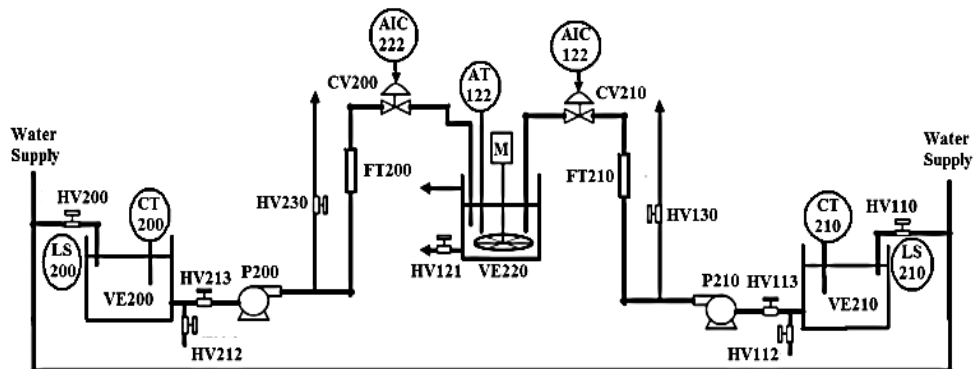 AIC
222
AIC
122
AT
122
CV200
CV210
Water
Supply
Water
Supply
M
FT200
FT210
HV200
CT
200
HV230
HV130
CT
210
HV110
LS
200
LS
210
HV213
P200
HV121
VE220
P210
HV113
VE200
VE210
HV212
HV112